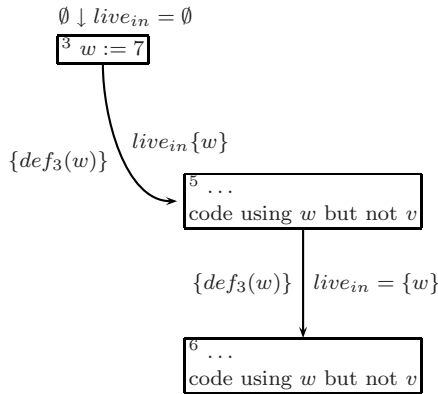 ∅ ↓ live_in = ∅
3 w := 7
live_in{w}
{def_3(w)}
5 ...
code using w but not v
{def_3(w)} live_in = {w}
6 ...
code using w but not v